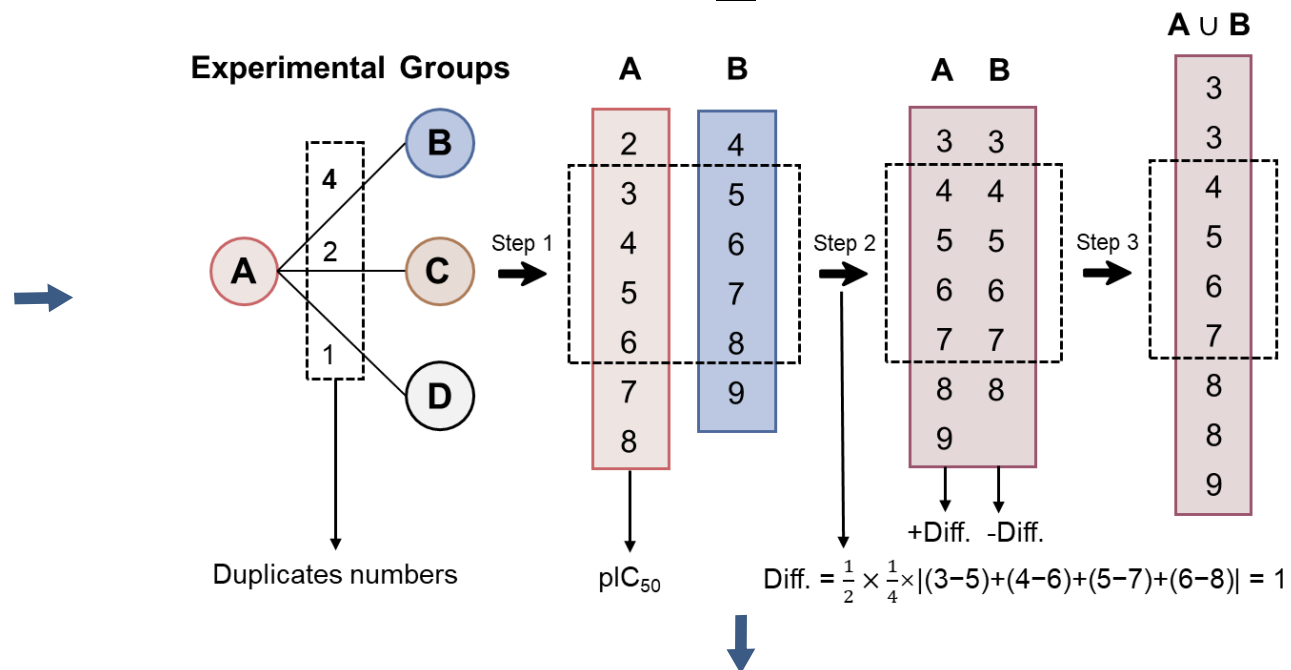 Experimental Groups
A
B
C
D
4
2
1
Duplicates numbers
Step 1
A B
2 4
3 5
4 6
5 7
6 8
7 9
8
pIC₅₀
Step 2
A B
3 3
4 4
5 5
6 6
7 7
8 8
9
+Diff. -Diff.
Diff. = 1/2 × 1/4 ×|(3−5)+(4−6)+(5−7)+(6−8)| = 1
Step 3
A ∪ B
3
3
4
5
6
7
8
8
9